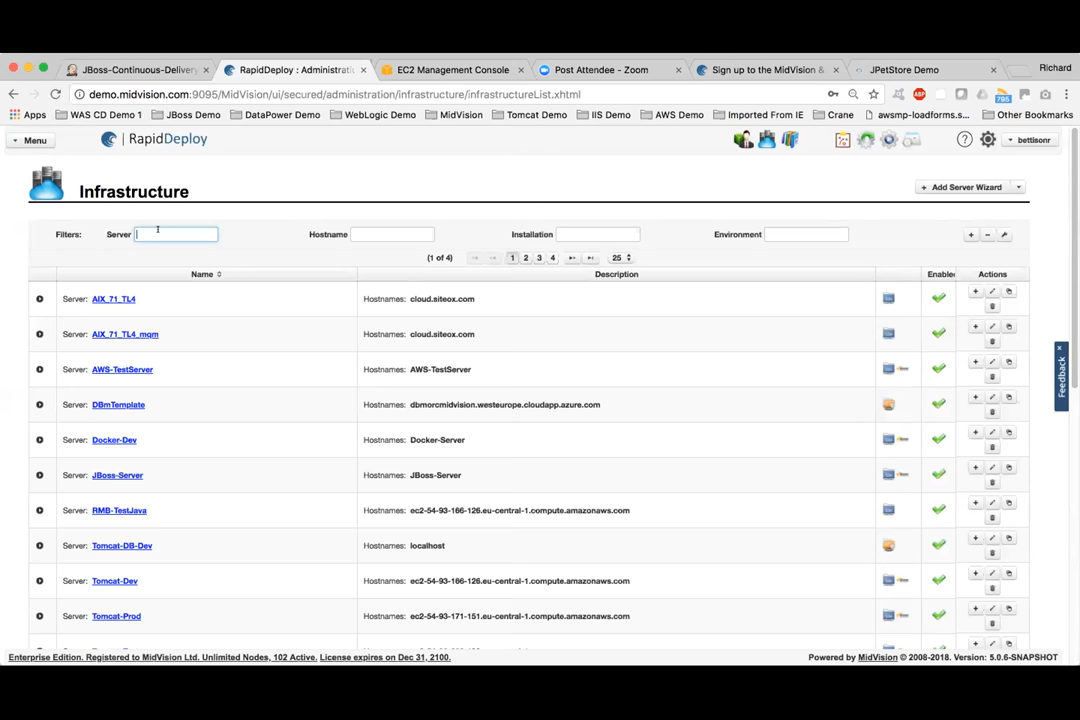 JBoss-Continuous-Delivery
RapidDeploy : Administrati
EC2 Management Console
Post Attendee - Zoom
Sign up to the MidVision &
JPetStore Demo
Richard
demo.midvision.com:9095/MidVision/ui/secured/administration/infrastructure/infrastructureList.xhtml
ABP
796
Apps
WAS CD Demo 1
JBoss Demo
DataPower Demo
WebLogic Demo
MidVision
Tomcat Demo
IIS Demo
AWS Demo
Imported From IE
Crane
awsmp-loadforms.s...
Other Bookmarks
Menu
RapidDeploy
bettisonr
Infrastructure
Add Server Wizard
Filters: Server Hostname Installation Environment
(1 of 4) 1 2 3 4 25
Name Description Enabled Actions
Server: AIX_71_TL4 Hostnames: cloud.siteox.com
Server: AIX_71_TL4_mqm Hostnames: cloud.siteox.com
Server: AWS-TestServer Hostnames: AWS-TestServer
Server: DBmTemplate Hostnames: dbmorcmidvision.westeurope.cloudapp.azure.com
Server: Docker-Dev Hostnames: Docker-Server
Server: JBoss-Server Hostnames: JBoss-Server
Server: RMB-TestJava Hostnames: ec2-54-93-166-126.eu-central-1.compute.amazonaws.com
Server: Tomcat-DB-Dev Hostnames: localhost
Server: Tomcat-Dev Hostnames: ec2-54-93-166-126.eu-central-1.compute.amazonaws.com
Server: Tomcat-Prod Hostnames: ec2-54-93-171-151.eu-central-1.compute.amazonaws.com
Feedback
Enterprise Edition. Registered to MidVision Ltd. Unlimited Nodes, 102 Active. License expires on Dec 31, 2100.
Powered by MidVision © 2008-2018. Version: 5.0.6-SNAPSHOT